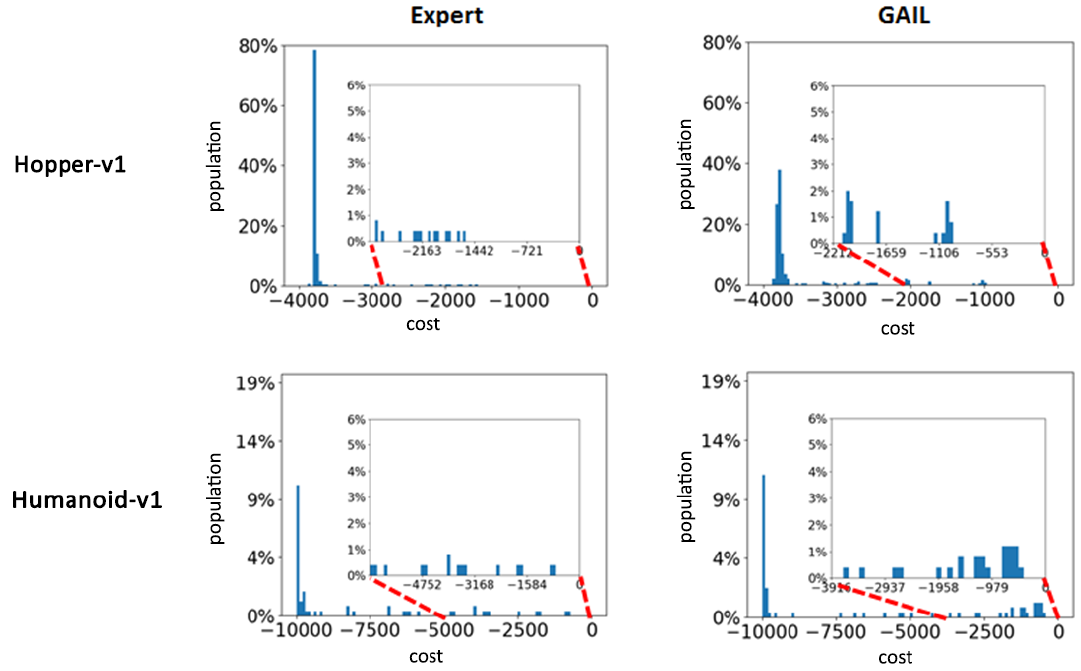 Expert
GAIL
Hopper-v1
80%
60%
40%
20%
0%
population
−4000 −3000 −2000 −1000 0
cost
6%
5%
4%
3%
2%
1%
0%
−2163 −1442 −721 0
80%
60%
40%
20%
0%
population
−4000 −3000 −2000 −1000 0
cost
6%
5%
4%
3%
2%
1%
0%
−2212 −1659 −1106 −553 0
Humanoid-v1
19%
14%
9%
4%
0%
population
−10000 −7500 −5000 −2500 0
cost
6%
5%
4%
3%
2%
1%
0%
−4752 −3168 −1584 0
19%
14%
9%
4%
0%
population
−10000 −7500 −5000 −2500 0
cost
6%
5%
4%
3%
2%
1%
0%
−3916 −2937 −1958 −979 0